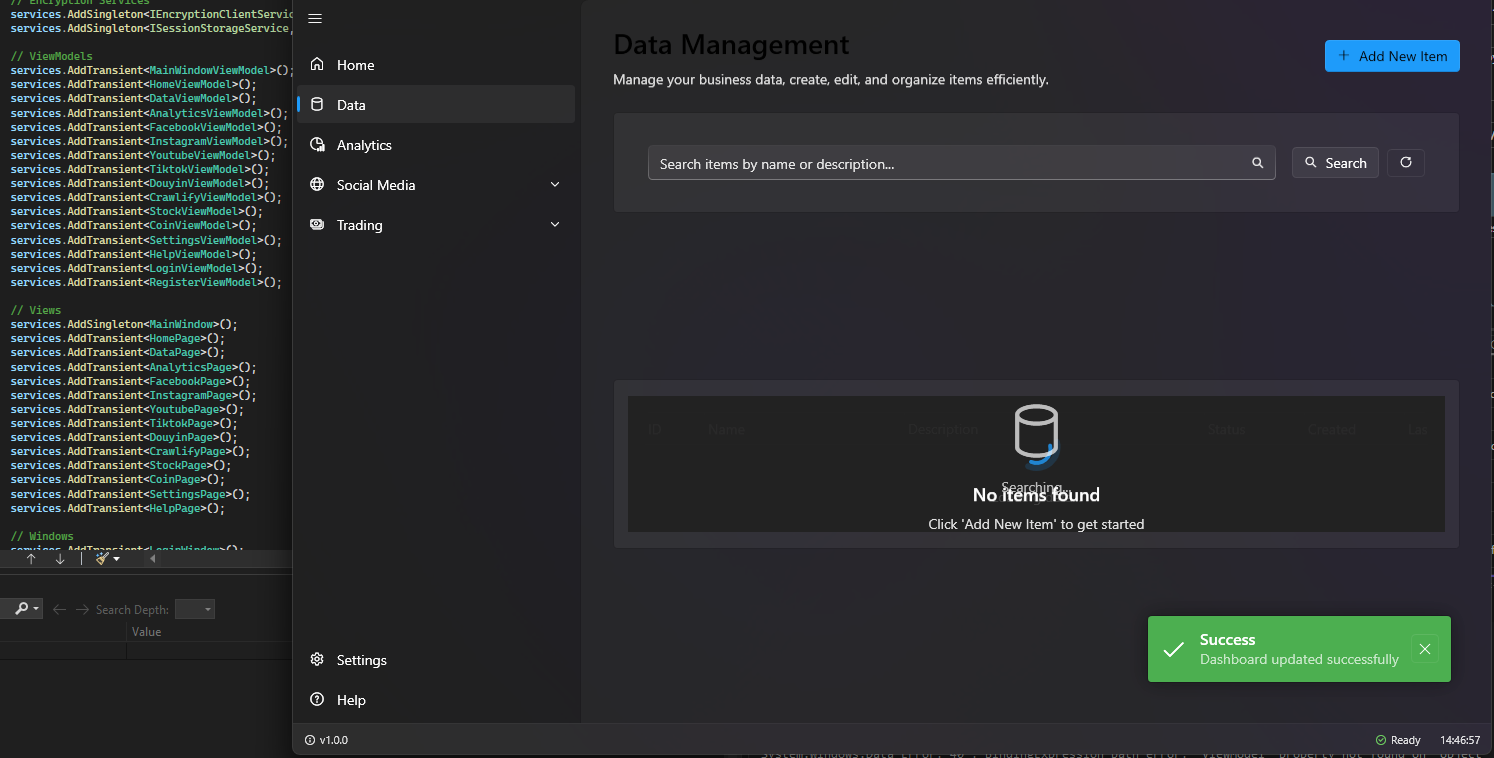 // Encryption Services
services.AddSingleton<IEncryptionClientServic
services.AddSingleton<ISessionStorageService,
// ViewModels
services.AddTransient<MainWindowViewModel>();
services.AddTransient<HomeViewModel>();
services.AddTransient<DataViewModel>();
services.AddTransient<AnalyticsViewModel>();
services.AddTransient<FacebookViewModel>();
services.AddTransient<InstagramViewModel>();
services.AddTransient<YoutubeViewModel>();
services.AddTransient<TiktokViewModel>();
services.AddTransient<DouyinViewModel>();
services.AddTransient<CrawlifyViewModel>();
services.AddTransient<StockViewModel>();
services.AddTransient<CoinViewModel>();
services.AddTransient<SettingsViewModel>();
services.AddTransient<HelpViewModel>();
services.AddTransient<LoginViewModel>();
services.AddTransient<RegisterViewModel>();
// Views
services.AddSingleton<MainWindow>();
services.AddTransient<HomePage>();
services.AddTransient<DataPage>();
services.AddTransient<AnalyticsPage>();
services.AddTransient<FacebookPage>();
services.AddTransient<InstagramPage>();
services.AddTransient<YoutubePage>();
services.AddTransient<TiktokPage>();
services.AddTransient<DouyinPage>();
services.AddTransient<CrawlifyPage>();
services.AddTransient<StockPage>();
services.AddTransient<CoinPage>();
services.AddTransient<SettingsPage>();
services.AddTransient<HelpPage>();
// Windows
services.AddTransient<LoginWindow>();
Search Depth:
Value
Home
Data
Analytics
Social Media
Trading
Settings
Help
v1.0.0
Data Management
Manage your business data, create, edit, and organize items efficiently.
Add New Item
Search items by name or description...
Search
ID Name Description Status Created Las
Searching...
No items found
Click 'Add New Item' to get started
Success
Dashboard updated successfully
Ready
14:46:57
System.Windows.Data Error: 40 : BindingExpression path error: 'ViewModel' property not found on 'object'